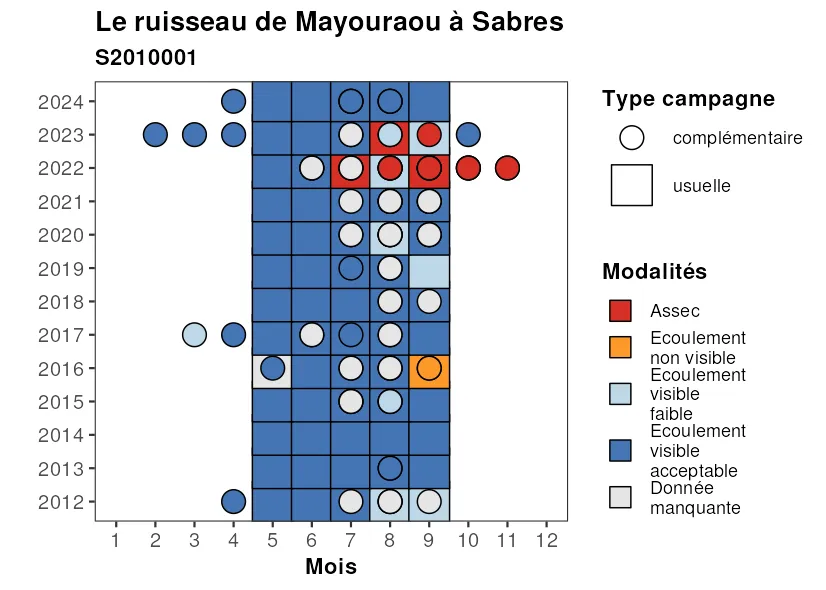 Le ruisseau de Mayouraou à Sabres
S2010001
2024
2023
2022
2021
2020
2019
2018
2017
2016
2015
2014
2013
2012
1 2 3 4 5 6 7 8 9 10 11 12
Mois
Type campagne
complémentaire
usuelle
Modalités
Assec
Ecoulement
non visible
Ecoulement
visible
faible
Ecoulement
visible
acceptable
Donnée
manquante